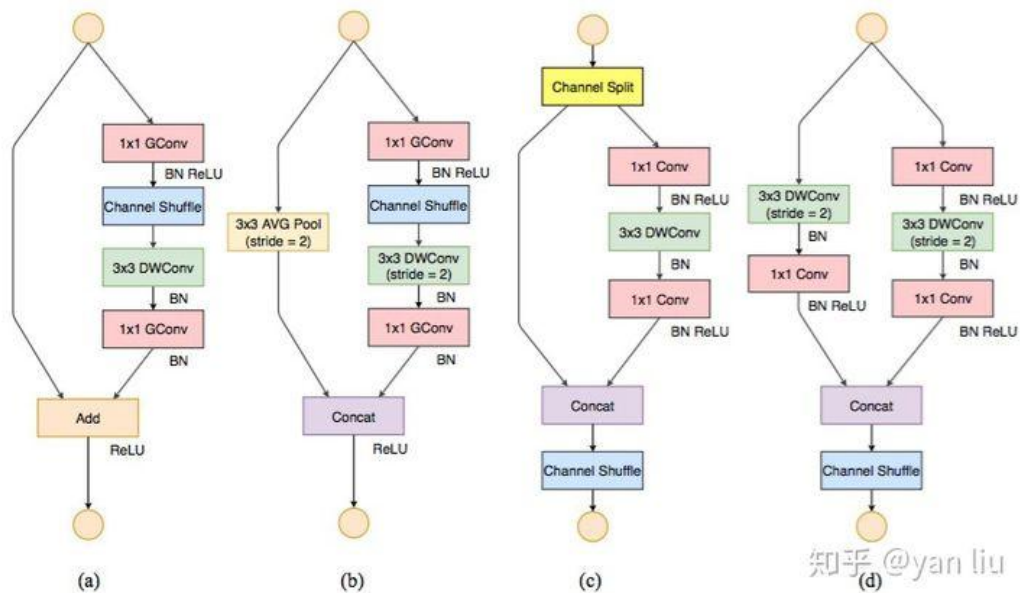 1x1 GConv
BN ReLU
Channel Shuffle
3x3 DWConv
BN
1x1 GConv
BN
Add
ReLU
(a)
1x1 GConv
BN ReLU
Channel Shuffle
3x3 AVG Pool
(stride = 2)
3x3 DWConv
(stride = 2)
BN
1x1 GConv
BN
Concat
ReLU
(b)
Channel Split
1x1 Conv
BN ReLU
3x3 DWConv
BN
1x1 Conv
BN ReLU
Concat
Channel Shuffle
(c)
3x3 DWConv
(stride = 2)
BN
1x1 Conv
BN ReLU
1x1 Conv
BN ReLU
3x3 DWConv
(stride = 2)
BN
1x1 Conv
BN ReLU
Concat
Channel Shuffle
(d)
知乎 @yan liu